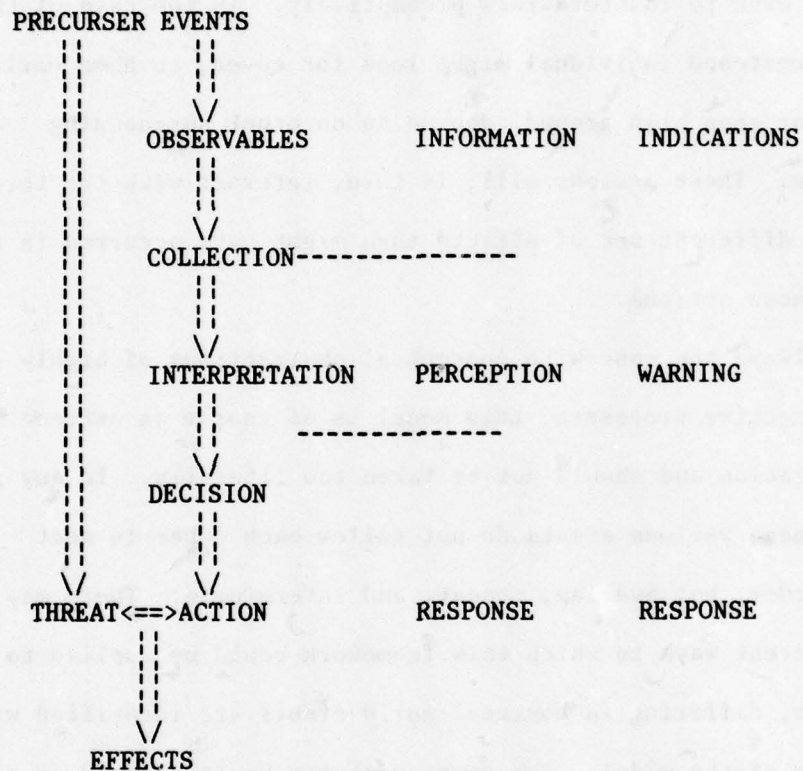 PRECURSER EVENTS
OBSERVABLES INFORMATION INDICATIONS
COLLECTION---------------
INTERPRETATION PERCEPTION WARNING
---------------
DECISION
THREAT<==>ACTION RESPONSE RESPONSE
EFFECTS